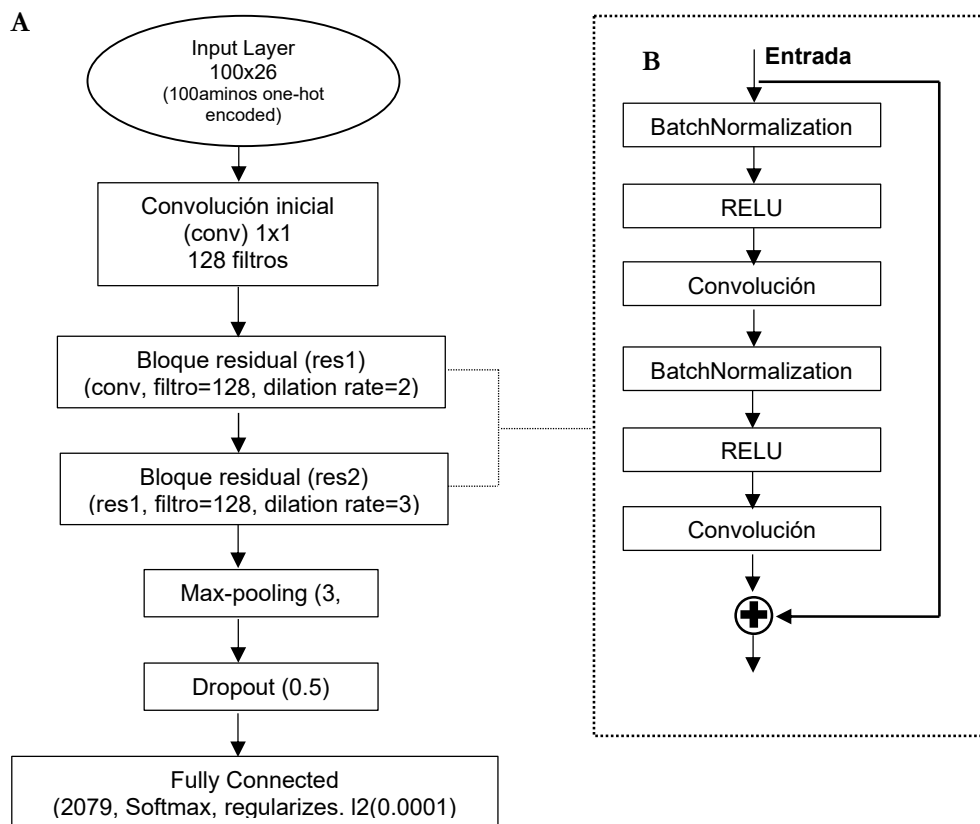 A
Input Layer
100x26
(100aminos one-hot
encoded)
Convolución inicial
(conv) 1x1
128 filtros
Bloque residual (res1)
(conv, filtro=128, dilation rate=2)
Bloque residual (res2)
(res1, filtro=128, dilation rate=3)
Max-pooling (3,
Dropout (0.5)
Fully Connected
(2079, Softmax, regularizes. l2(0.0001)
B
Entrada
BatchNormalization
RELU
Convolución
BatchNormalization
RELU
Convolución